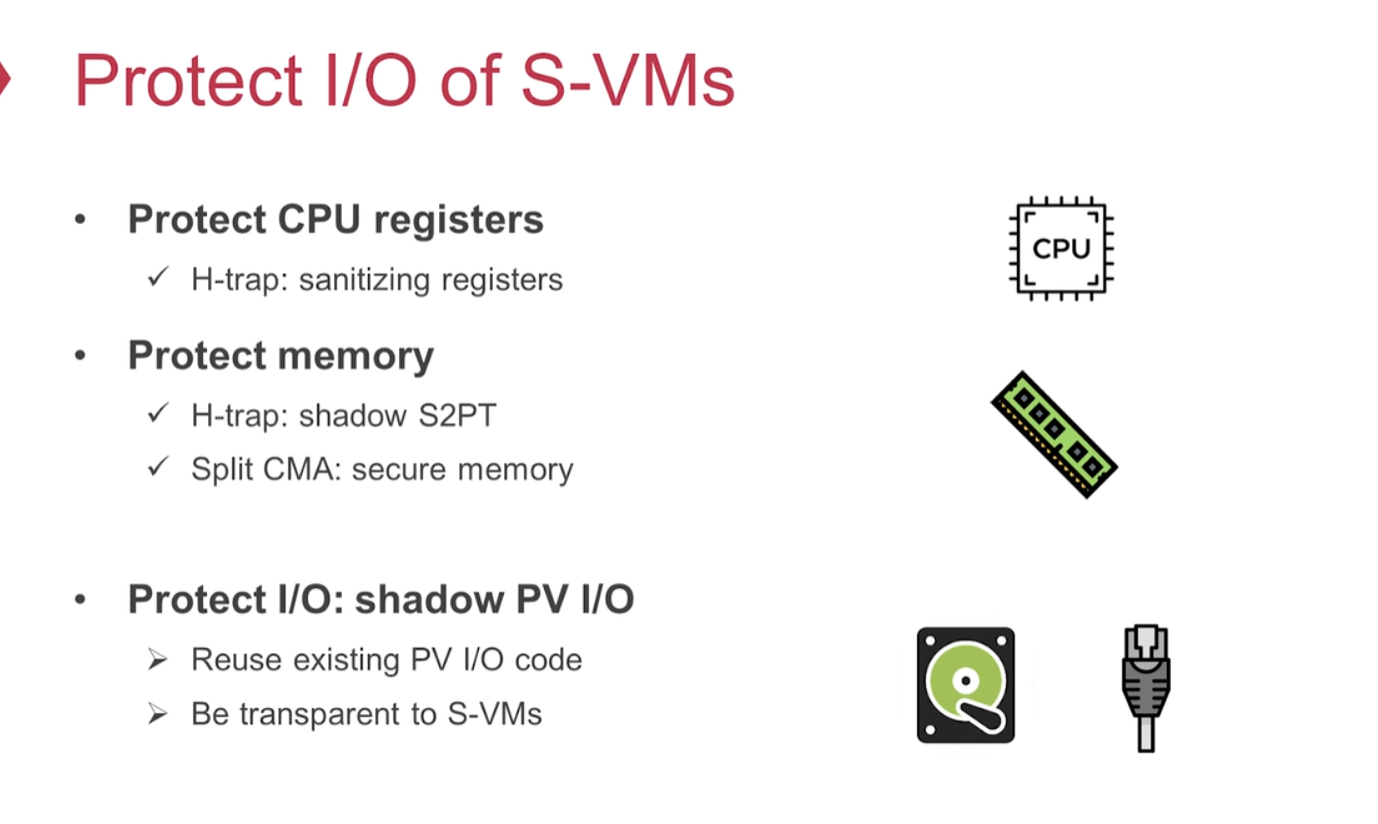 Protect I/O of S-VMs
• Protect CPU registers
✓ H-trap: sanitizing registers
CPU
• Protect memory
✓ H-trap: shadow S2PT
✓ Split CMA: secure memory
• Protect I/O: shadow PV I/O
➢ Reuse existing PV I/O code
➢ Be transparent to S-VMs